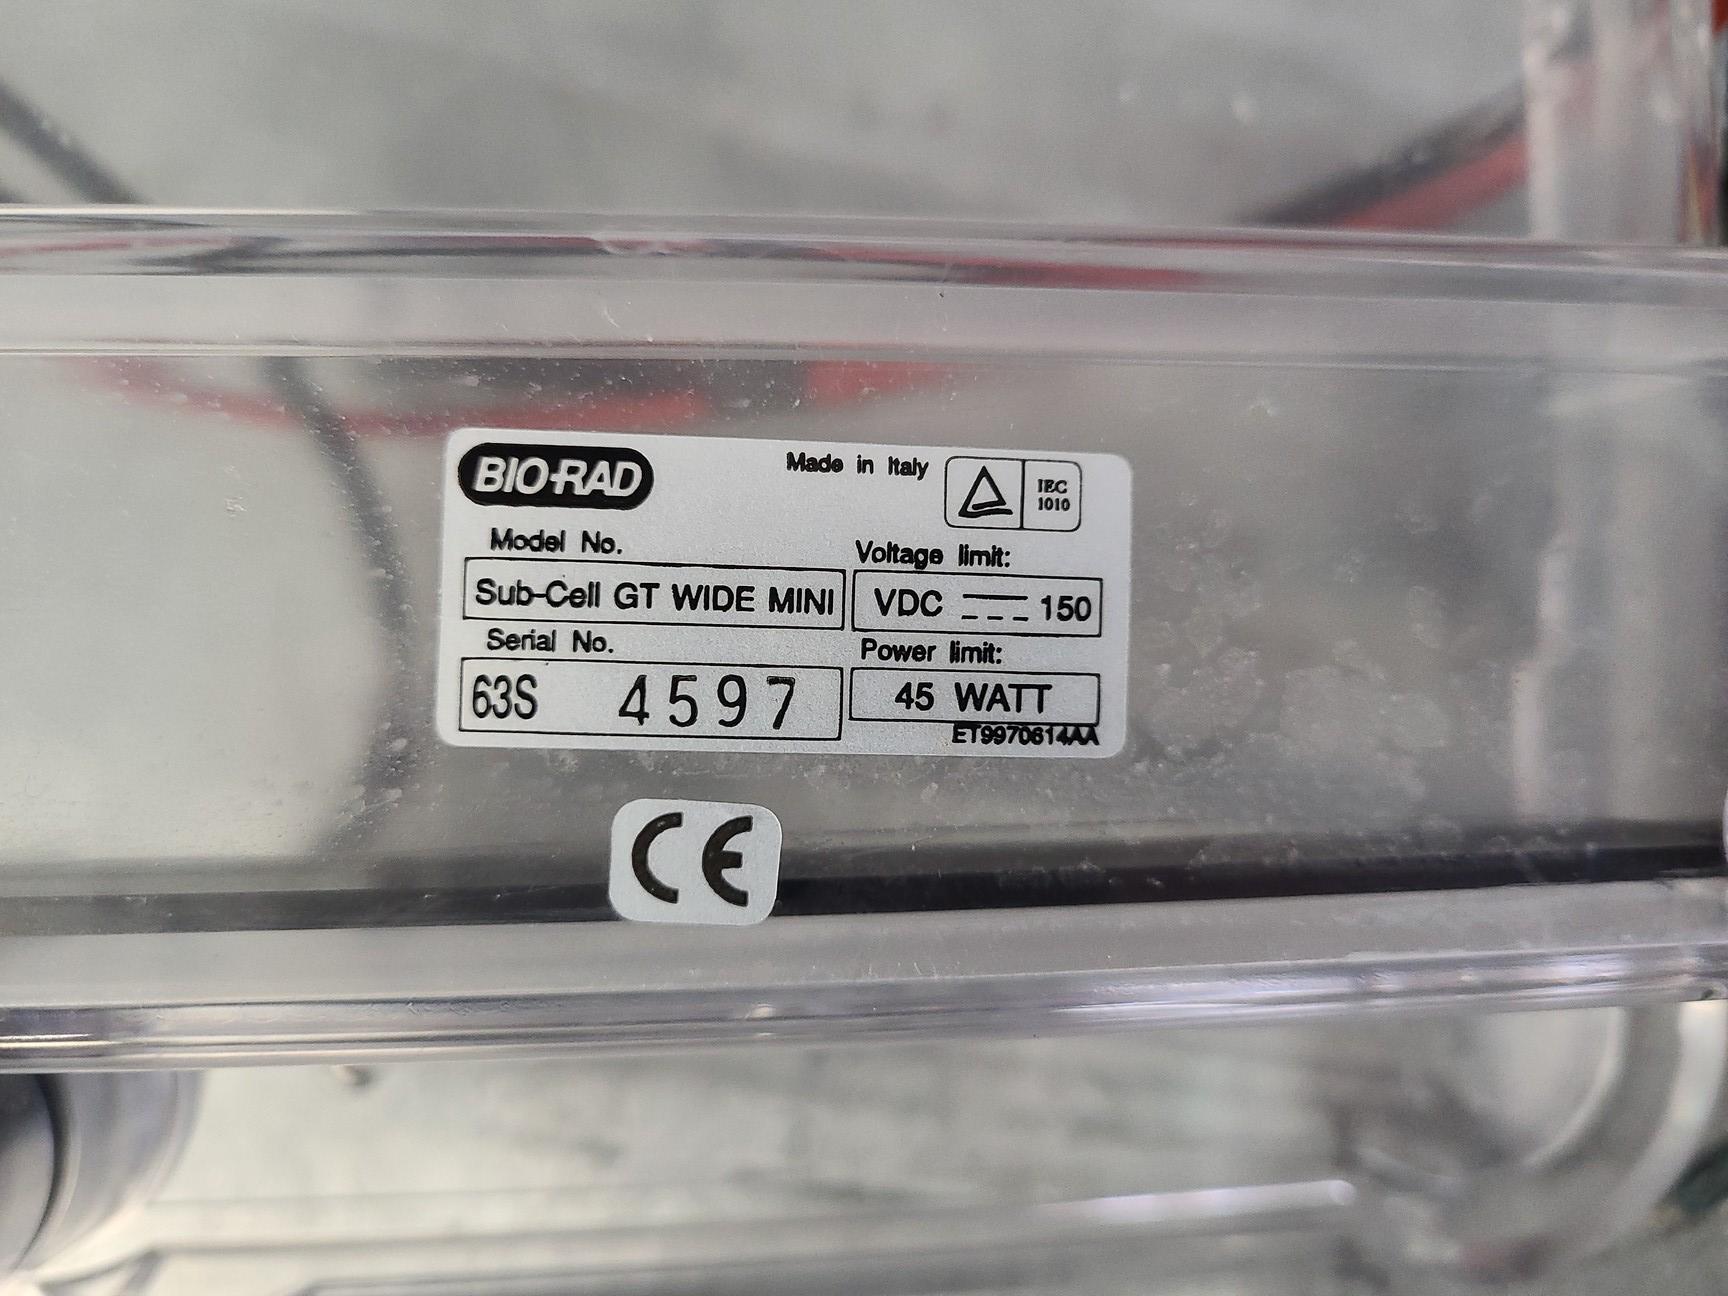 BIO-RAD
Made in Italy
IEC
1010
Model No.
Voltage limit:
Sub-Cell GT WIDE MINI
VDC 150
Serial No.
Power limit:
63S 4597
45 WATT
ET9970614AA
CE